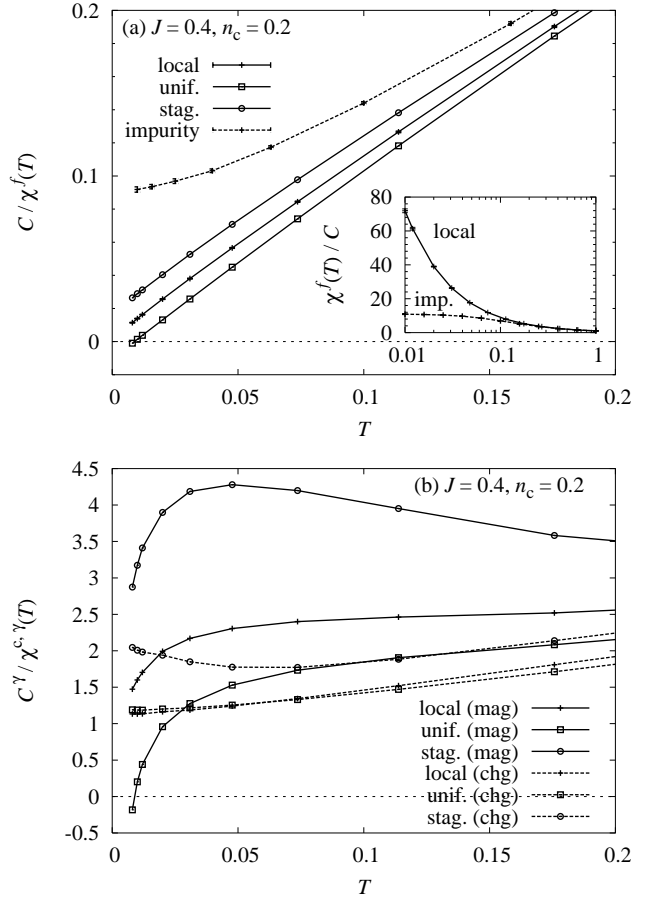 (a) J = 0.4, n_c = 0.2
local
unif.
stag.
impurity
0.2
0.1
0
C / χ^f(T)
0 0.05 0.1 0.15 0.2
T
80
60
40
20
0
χ^f(T) / C
local
imp.
0.01 0.1 1
(b) J = 0.4, n_c = 0.2
4.5
4
3.5
3
2.5
2
1.5
1
0.5
0
-0.5
C^γ / χ^{c, γ}(T)
local (mag)
unif. (mag)
stag. (mag)
local (chg)
unif. (chg)
stag. (chg)
0 0.05 0.1 0.15 0.2
T